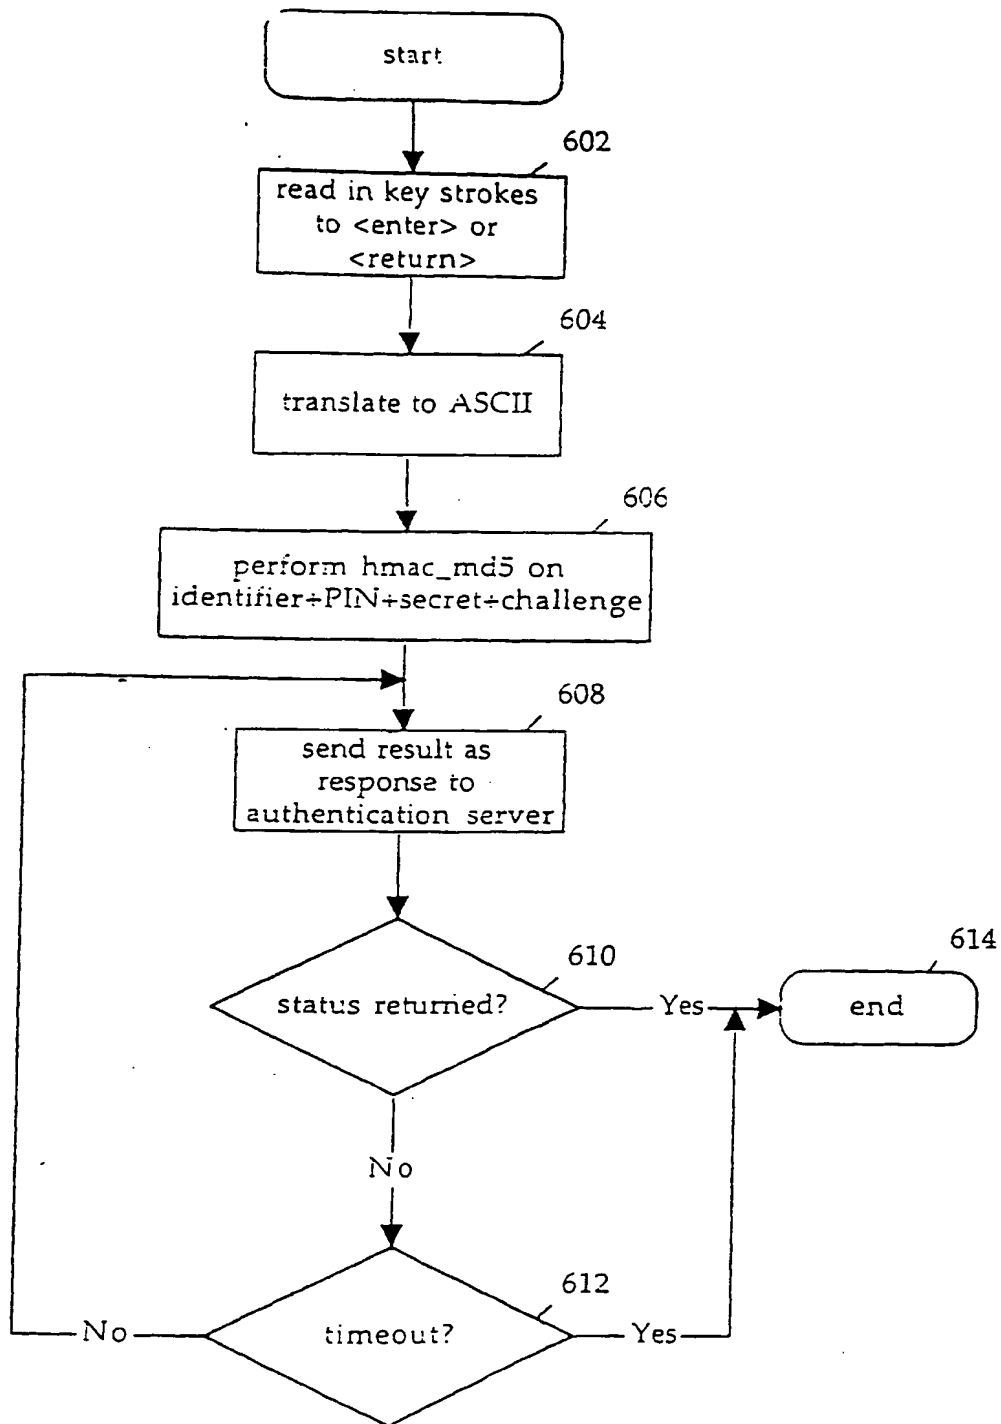 start
602
read in key strokes
to <enter> or
<return>
604
translate to ASCII
606
perform hmac_md5 on
identifier+PIN+secret+challenge
608
send result as
response to
authentication server
610
status returned?
Yes
614
end
No
612
timeout?
No
Yes